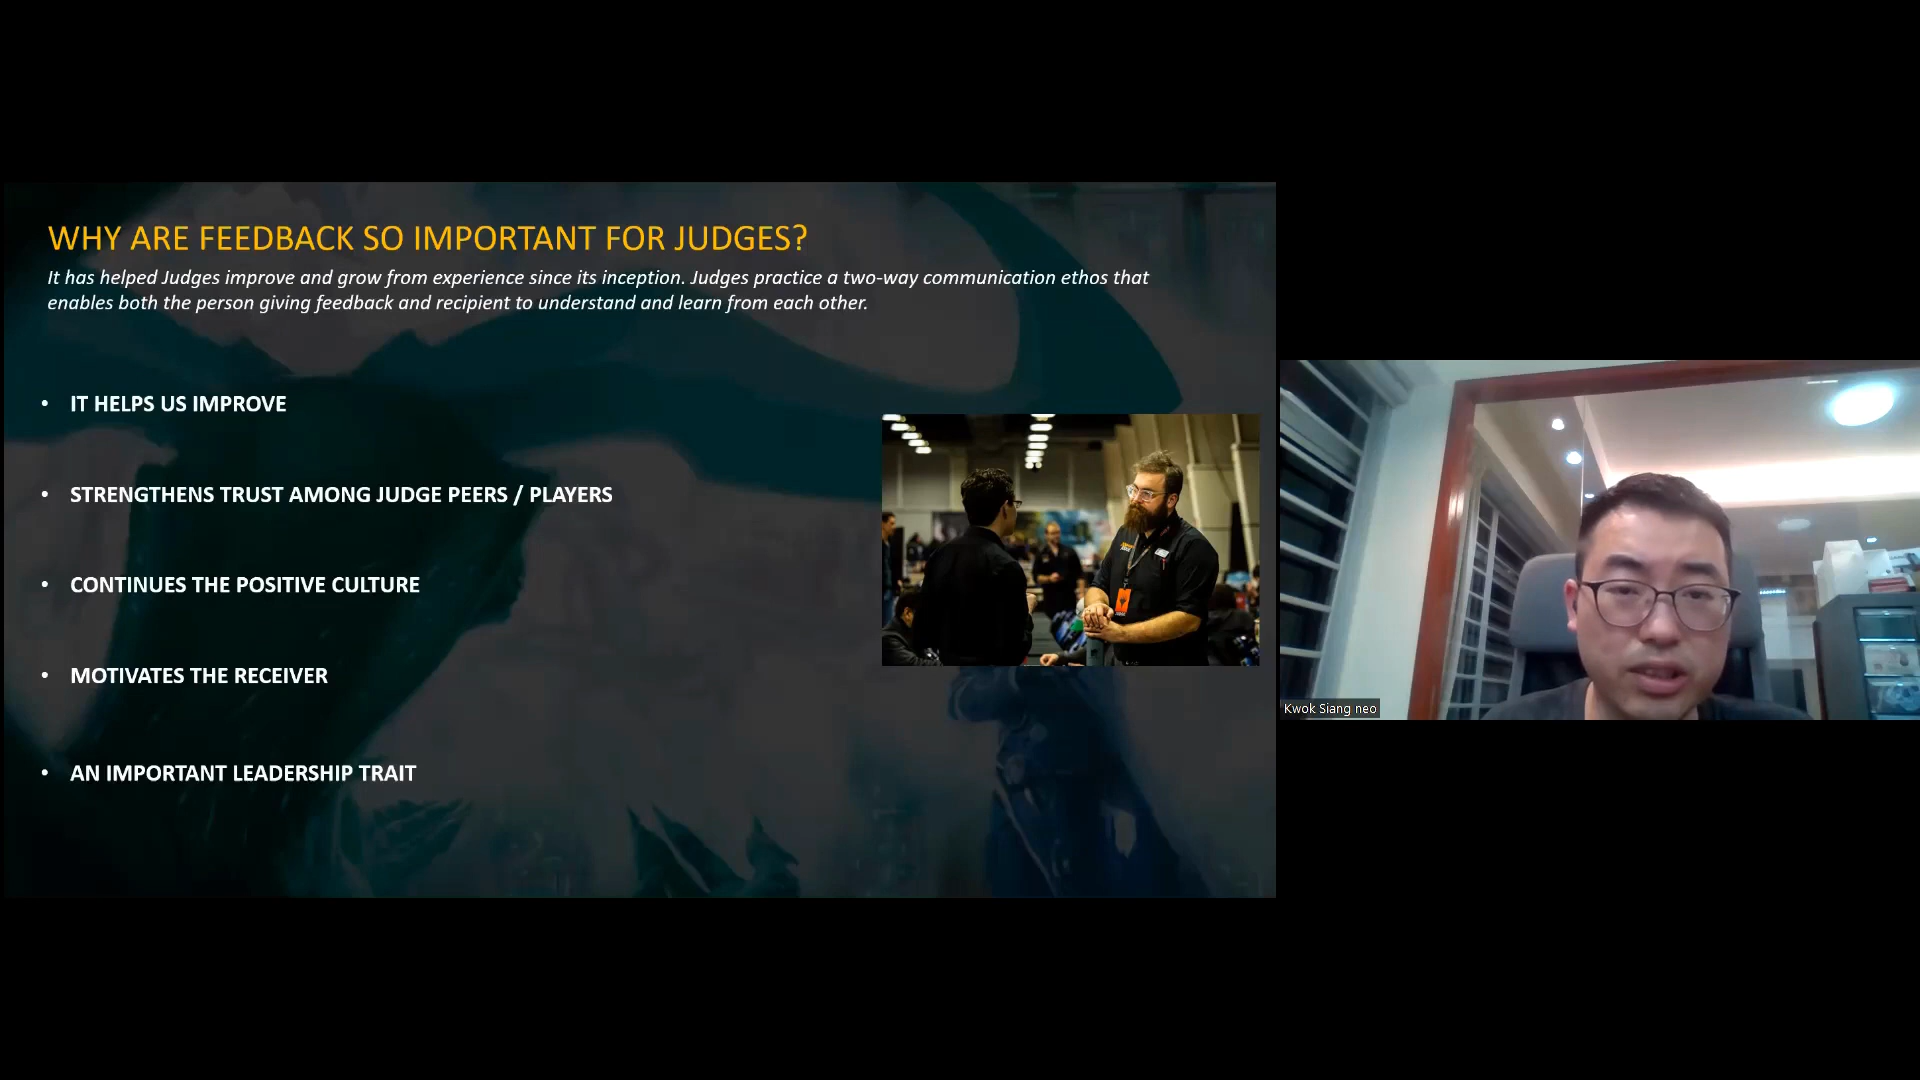 WHY ARE FEEDBACK SO IMPORTANT FOR JUDGES?
It has helped Judges improve and grow from experience since its inception. Judges practice a two-way communication ethos that
enables both the person giving feedback and recipient to understand and learn from each other.
• IT HELPS US IMPROVE
• STRENGTHENS TRUST AMONG JUDGE PEERS / PLAYERS
• CONTINUES THE POSITIVE CULTURE
• MOTIVATES THE RECEIVER
• AN IMPORTANT LEADERSHIP TRAIT
Kwok Siang neo